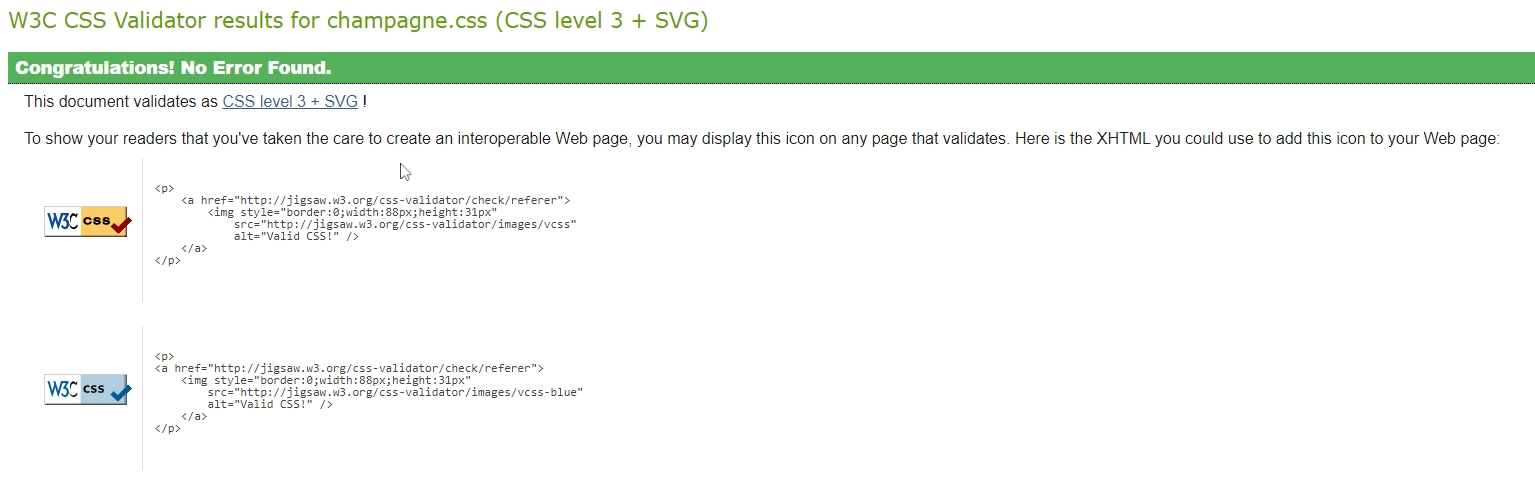 W3C CSS Validator results for champagne.css (CSS level 3 + SVG)
Congratulations! No Error Found.
This document validates as CSS level 3 + SVG !
To show your readers that you've taken the care to create an interoperable Web page, you may display this icon on any page that validates. Here is the XHTML you could use to add this icon to your Web page:
W3C css
<p>
<a href="http://jigsaw.w3.org/css-validator/check/referer">
<img style="border:0;width:88px;height:31px"
src="http://jigsaw.w3.org/css-validator/images/vcss"
alt="Valid CSS!" />
</a>
</p>
W3C css
<p>
<a href="http://jigsaw.w3.org/css-validator/check/referer">
<img style="border:0;width:88px;height:31px"
src="http://jigsaw.w3.org/css-validator/images/vcss-blue"
alt="Valid CSS!" />
</a>
</p>